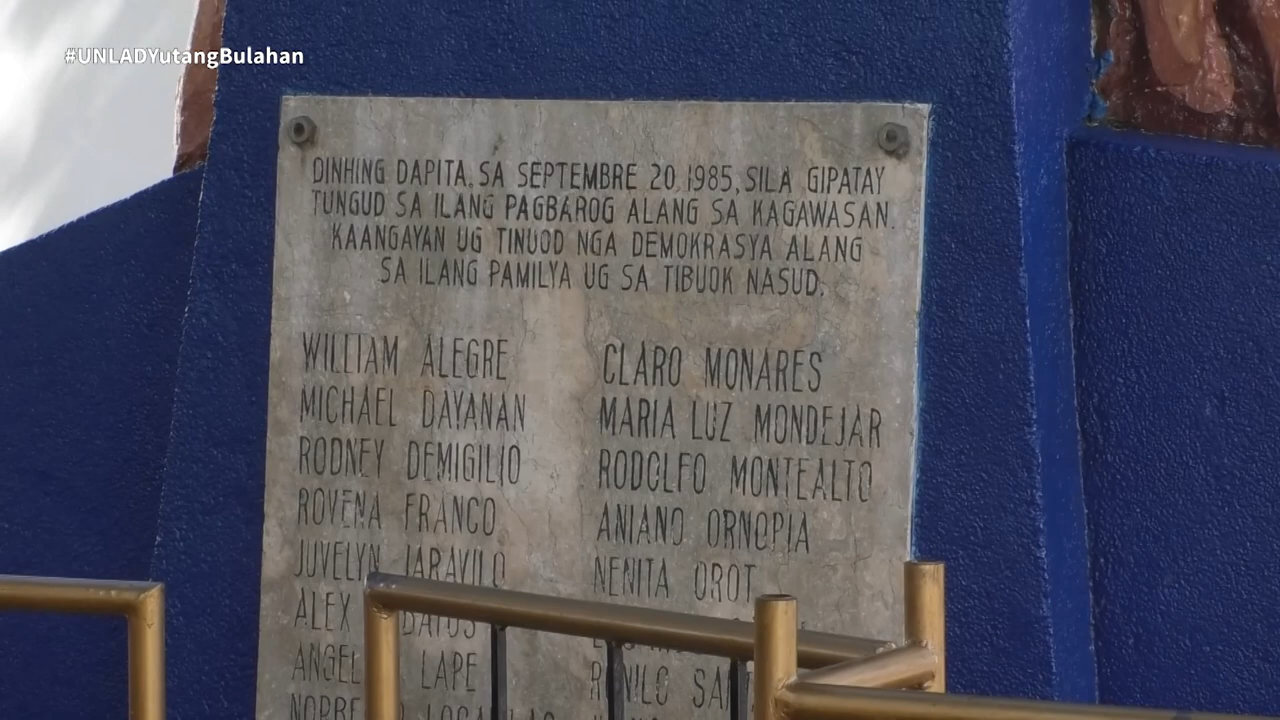 #UNLADYutangBulahan
DINHING DAPITA, SA SEPTEMBRE 20, 1985, SILA GIPATAY
TUNGUD SA ILANG PAGBAROG ALANG SA KAGAWASAN.
KAANGAYAN UG TINUOD NGA DEMOKRASYA ALANG
SA ILANG PAMILYA UG SA TIBUOK NASUD.
WILLIAM ALEGRE
MICHAEL DAYANAN
RODNEY DEMIGILIO
ROVENA FRANCO
JUVELYN JARAVILO
ALEX
ANGEL LAPE
CLARO MONARES
MARIA LUZ MONDEJAR
RODOLFO MONTEALTO
ANIANO ORNOPIA
NENITA OROT